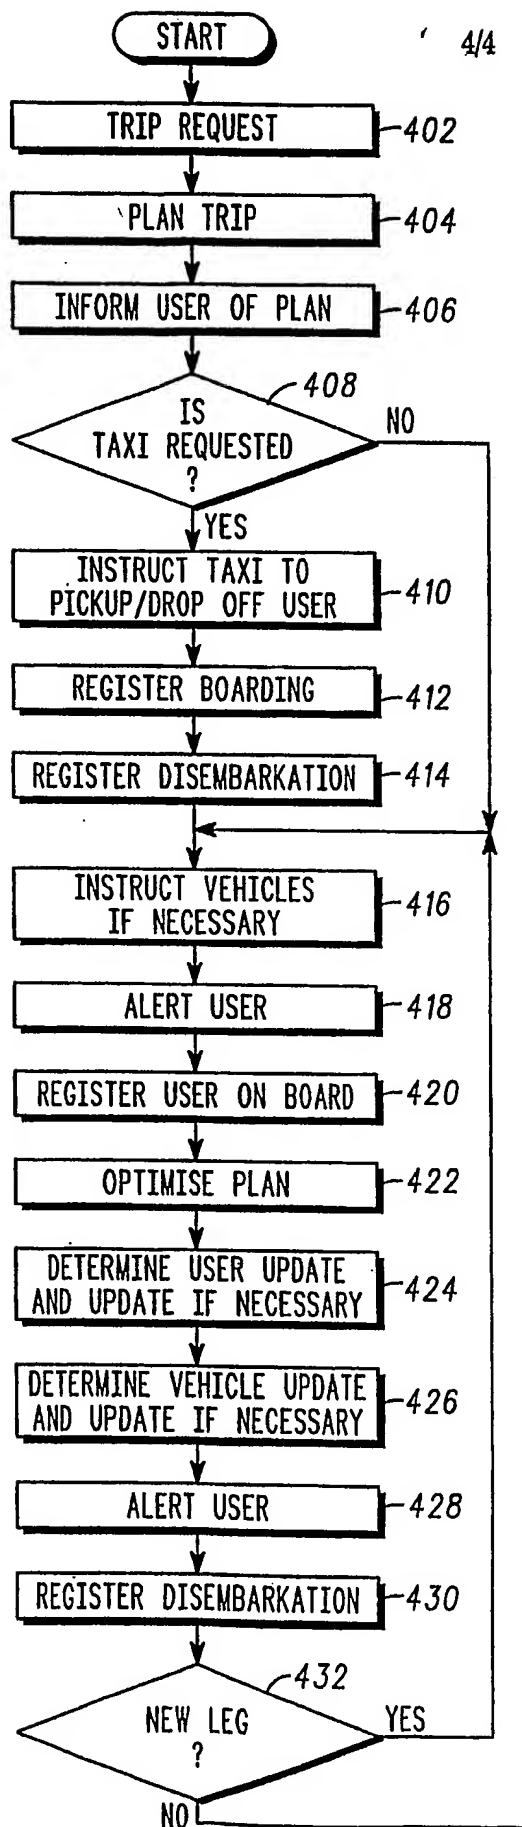 START
4/4
TRIP REQUEST
402
PLAN TRIP
404
INFORM USER OF PLAN
406
408
IS
TAXI REQUESTED
?
NO
YES
INSTRUCT TAXI TO
PICKUP/DROP OFF USER
410
REGISTER BOARDING
412
REGISTER DISEMBARKATION
414
INSTRUCT VEHICLES
IF NECESSARY
416
ALERT USER
418
REGISTER USER ON BOARD
420
OPTIMISE PLAN
422
DETERMINE USER UPDATE
AND UPDATE IF NECESSARY
424
DETERMINE VEHICLE UPDATE
AND UPDATE IF NECESSARY
426
ALERT USER
428
REGISTER DISEMBARKATION
430
432
NEW LEG
?
YES
NO